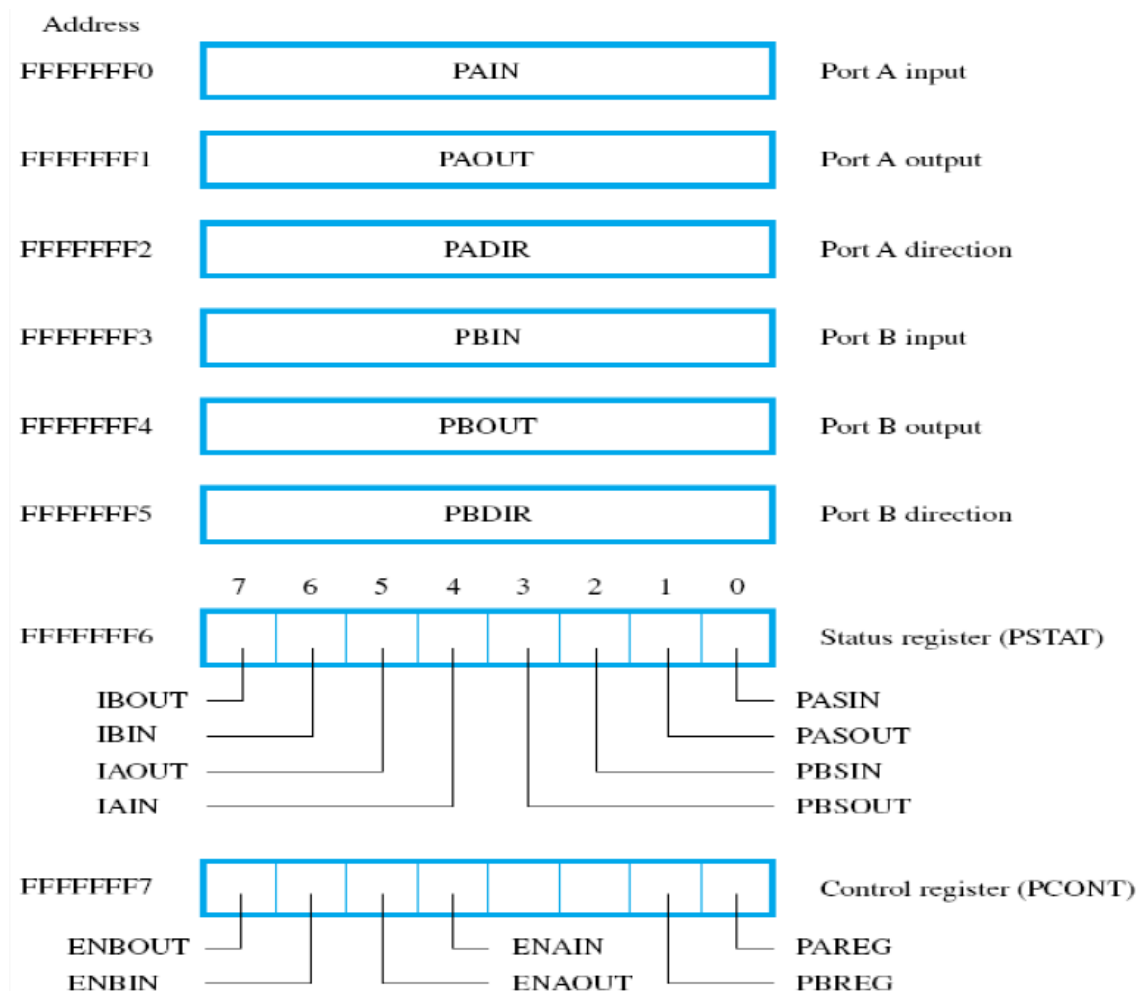 Address
FFFFFFF0 PAIN Port A input
FFFFFFF1 PAOUT Port A output
FFFFFFF2 PADIR Port A direction
FFFFFFF3 PBIN Port B input
FFFFFFF4 PBOUT Port B output
FFFFFFF5 PBDIR Port B direction
7 6 5 4 3 2 1 0
FFFFFFF6 Status register (PSTAT)
IBOUT PASIN
IBIN PASOUT
IAOUT PBSIN
IAIN PBSOUT
FFFFFFF7 Control register (PCONT)
ENBOUT ENAIN PAREG
ENBIN ENAOUT PBREG